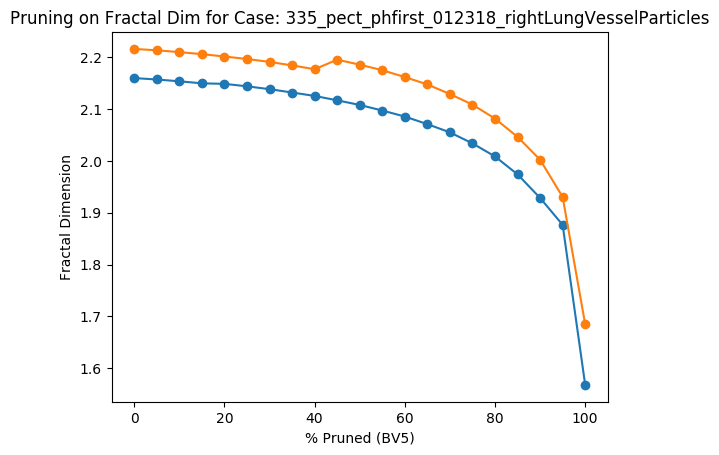 Pruning on Fractal Dim for Case: 335_pect_phfirst_012318_rightLungVesselParticles
2.2
2.1
2.0
1.9
1.8
1.7
1.6
Fractal Dimension
0 20 40 60 80 100
% Pruned (BV5)